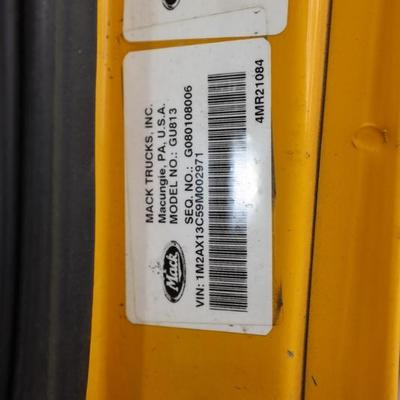 Mack
MACK TRUCKS, INC.
Macungie, PA, U.S.A.
MODEL NO.: GU813
SEQ. NO.: G080108006
VIN: 1M2AX13C59M002971
4MR21084